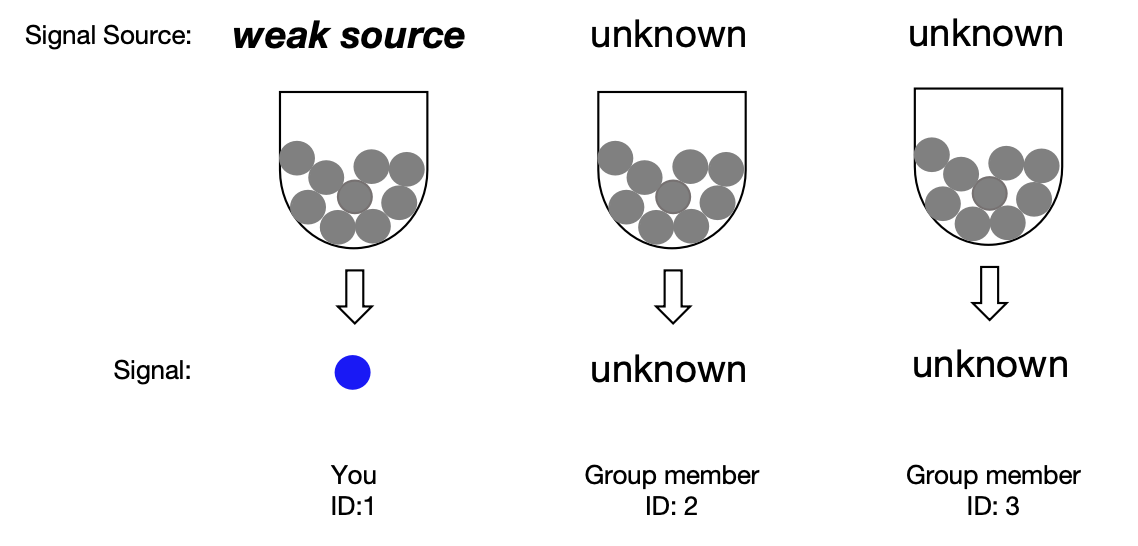 Signal Source: weak source unknown unknown
Signal: unknown unknown
You Group member Group member
ID:1 ID: 2 ID: 3